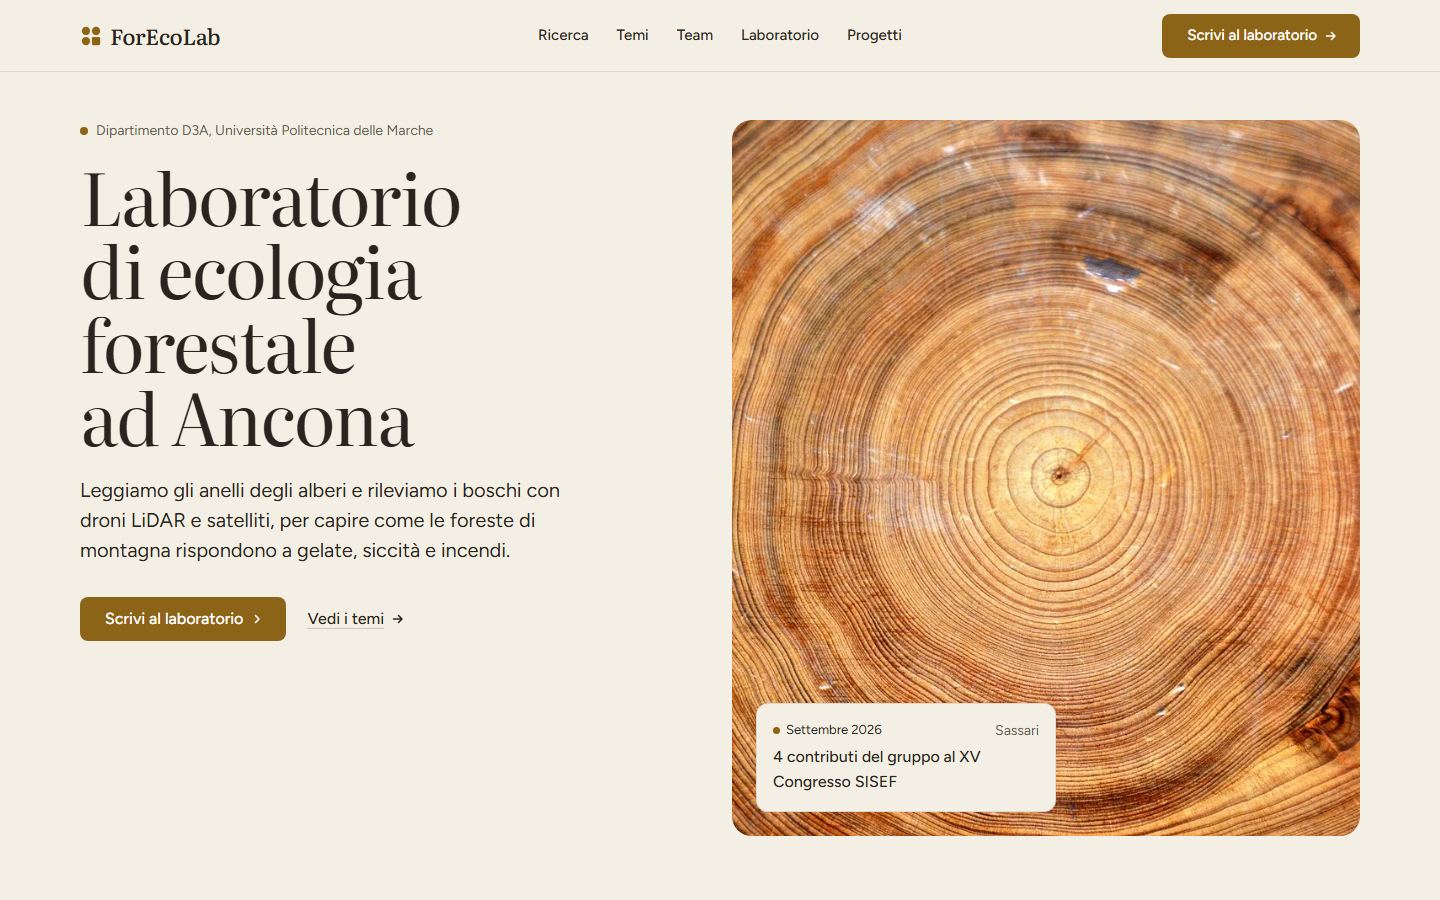 ForEcoLab
Ricerca
Temi
Team
Laboratorio
Progetti
Scrivi al laboratorio →
Dipartimento D3A, Università Politecnica delle Marche
Laboratorio
di ecologia
forestale
ad Ancona
Leggiamo gli anelli degli alberi e rileviamo i boschi con
droni LiDAR e satelliti, per capire come le foreste di
montagna rispondono a gelate, siccità e incendi.
Scrivi al laboratorio ›
Vedi i temi →
Settembre 2026
Sassari
4 contributi del gruppo al XV
Congresso SISEF